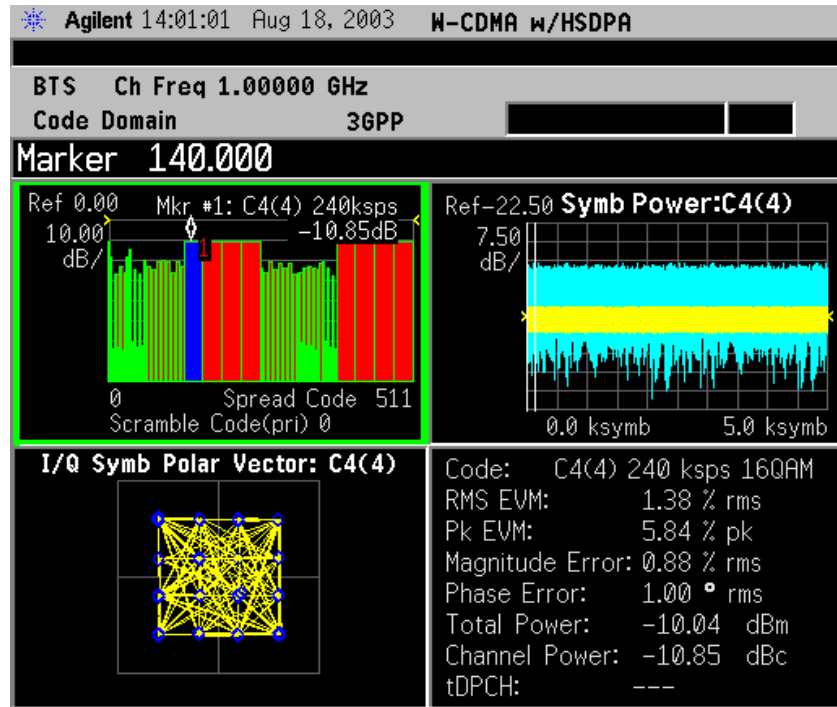 Agilent 14:01:01 Aug 18, 2003 W-CDMA w/HSDPA
BTS Ch Freq 1.00000 GHz
Code Domain 3GPP
Marker 140.000
Ref 0.00 Mkr #1: C4(4) 240ksps
10.00 -10.85dB
dB/
1
0 Spread Code 511
Scramble Code(pri) 0
Ref-22.50 Symb Power:C4(4)
7.50
dB/
0.0 ksymb 5.0 ksymb
I/Q Symb Polar Vector: C4(4)
Code: C4(4) 240 ksps 16QAM
RMS EVM: 1.38 % rms
Pk EVM: 5.84 % pk
Magnitude Error: 0.88 % rms
Phase Error: 1.00 ° rms
Total Power: -10.04 dBm
Channel Power: -10.85 dBc
tDPCH: ---